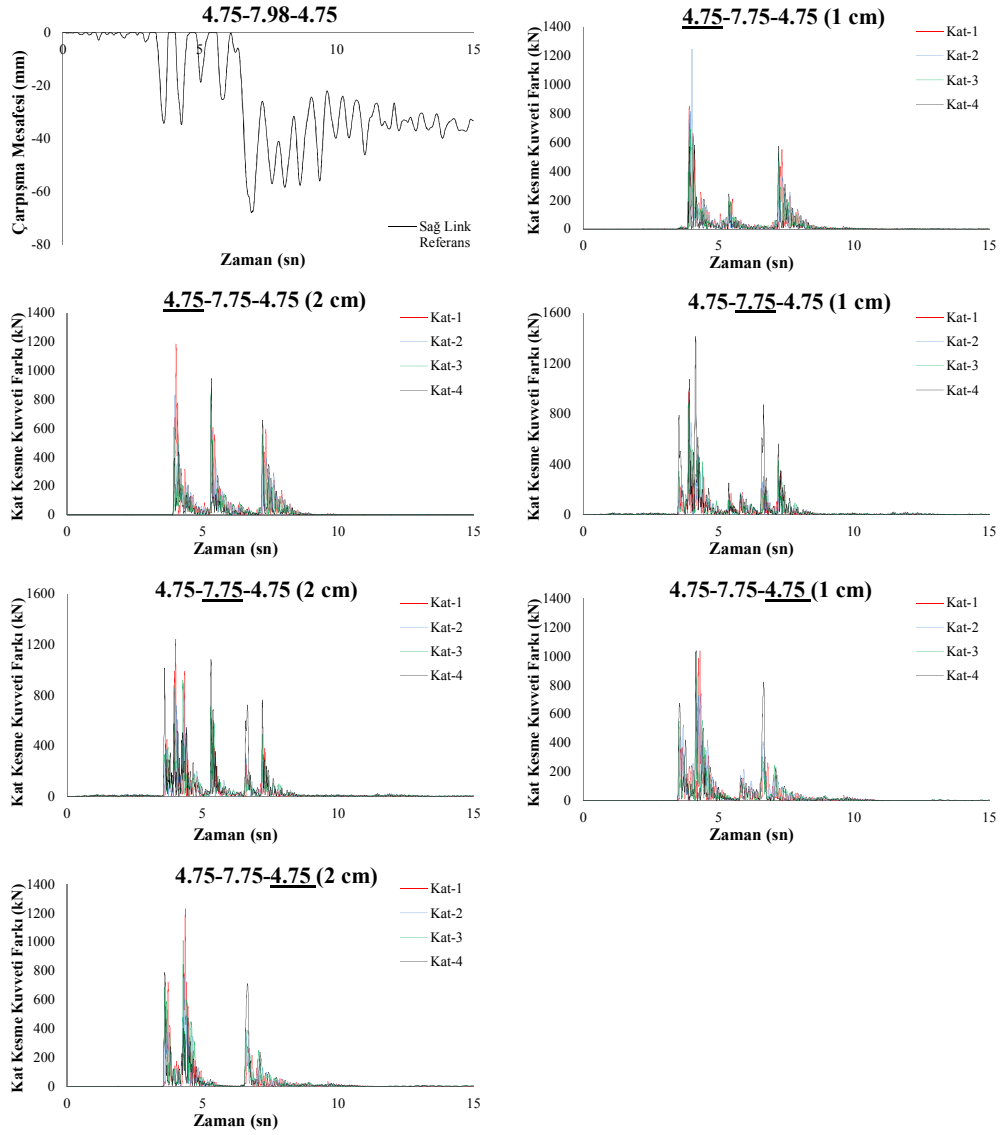 4.75-7.98-4.75
0
-20
-40
-60
-80
0
5
10
15
Çarpışma Mesafesi (mm)
Zaman (sn)
Sağ Link
Referans
4.75-7.75-4.75 (1 cm)
1400
1200
1000
800
600
400
200
0
0
5
10
15
Kat Kesme Kuvveti Farkı (kN)
Zaman (sn)
Kat-1
Kat-2
Kat-3
Kat-4
4.75-7.75-4.75 (2 cm)
1400
1200
1000
800
600
400
200
0
0
5
10
15
Kat Kesme Kuvveti Farkı (kN)
Zaman (sn)
Kat-1
Kat-2
Kat-3
Kat-4
4.75-7.75-4.75 (1 cm)
1600
1200
800
400
0
0
5
10
15
Kat Kesme Kuvveti Farkı (kN)
Zaman (sn)
Kat-1
Kat-2
Kat-3
Kat-4
4.75-7.75-4.75 (2 cm)
1600
1200
800
400
0
0
5
10
15
Kat Kesme Kuvveti Farkı (kN)
Zaman (sn)
Kat-1
Kat-2
Kat-3
Kat-4
4.75-7.75-4.75 (1 cm)
1400
1200
1000
800
600
400
200
0
0
5
10
15
Kat Kesme Kuvveti Farkı (kN)
Zaman (sn)
Kat-1
Kat-2
Kat-3
Kat-4
4.75-7.75-4.75 (2 cm)
1400
1200
1000
800
600
400
200
0
0
5
10
15
Kat Kesme Kuvveti Farkı (kN)
Zaman (sn)
Kat-1
Kat-2
Kat-3
Kat-4